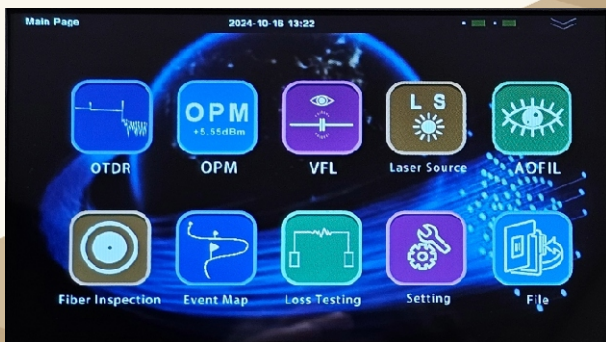 Main Page
2024-10-16 13:22
OPM
+5.55dBm
L S
OTDR
OPM
VFL
Laser Source
AOFIL
Fiber Inspection
Event Map
Loss Testing
Setting
File